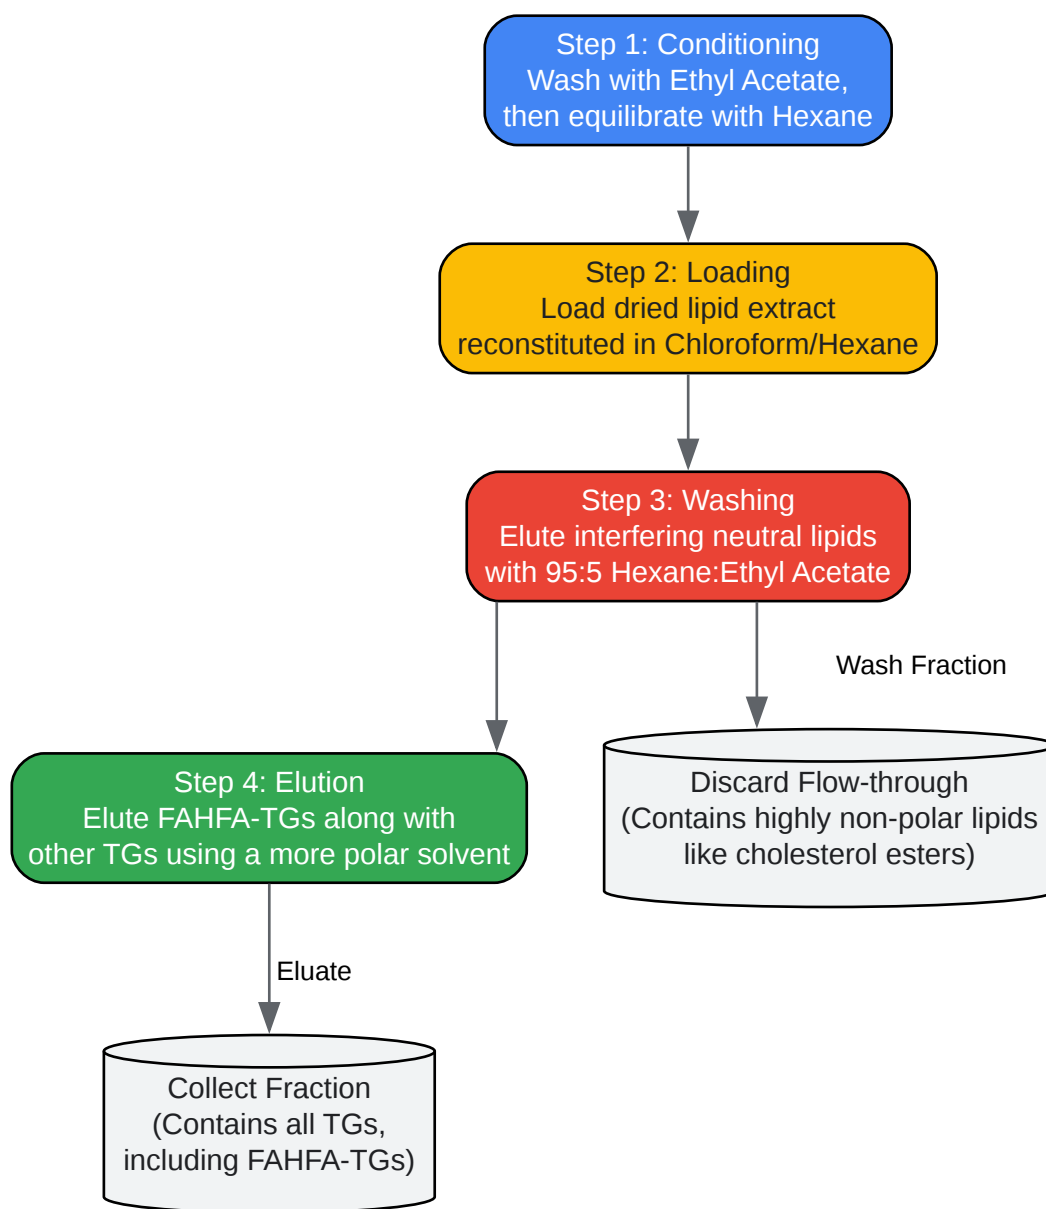 Step 1: Conditioning
Wash with Ethyl Acetate,
then equilibrate with Hexane
Step 2: Loading
Load dried lipid extract
reconstituted in Chloroform/Hexane
Step 3: Washing
Elute interfering neutral lipids
with 95:5 Hexane:Ethyl Acetate
Wash Fraction
Discard Flow-through
(Contains highly non-polar lipids
like cholesterol esters)
Step 4: Elution
Elute FAHFA-TGs along with
other TGs using a more polar solvent
Eluate
Collect Fraction
(Contains all TGs,
including FAHFA-TGs)